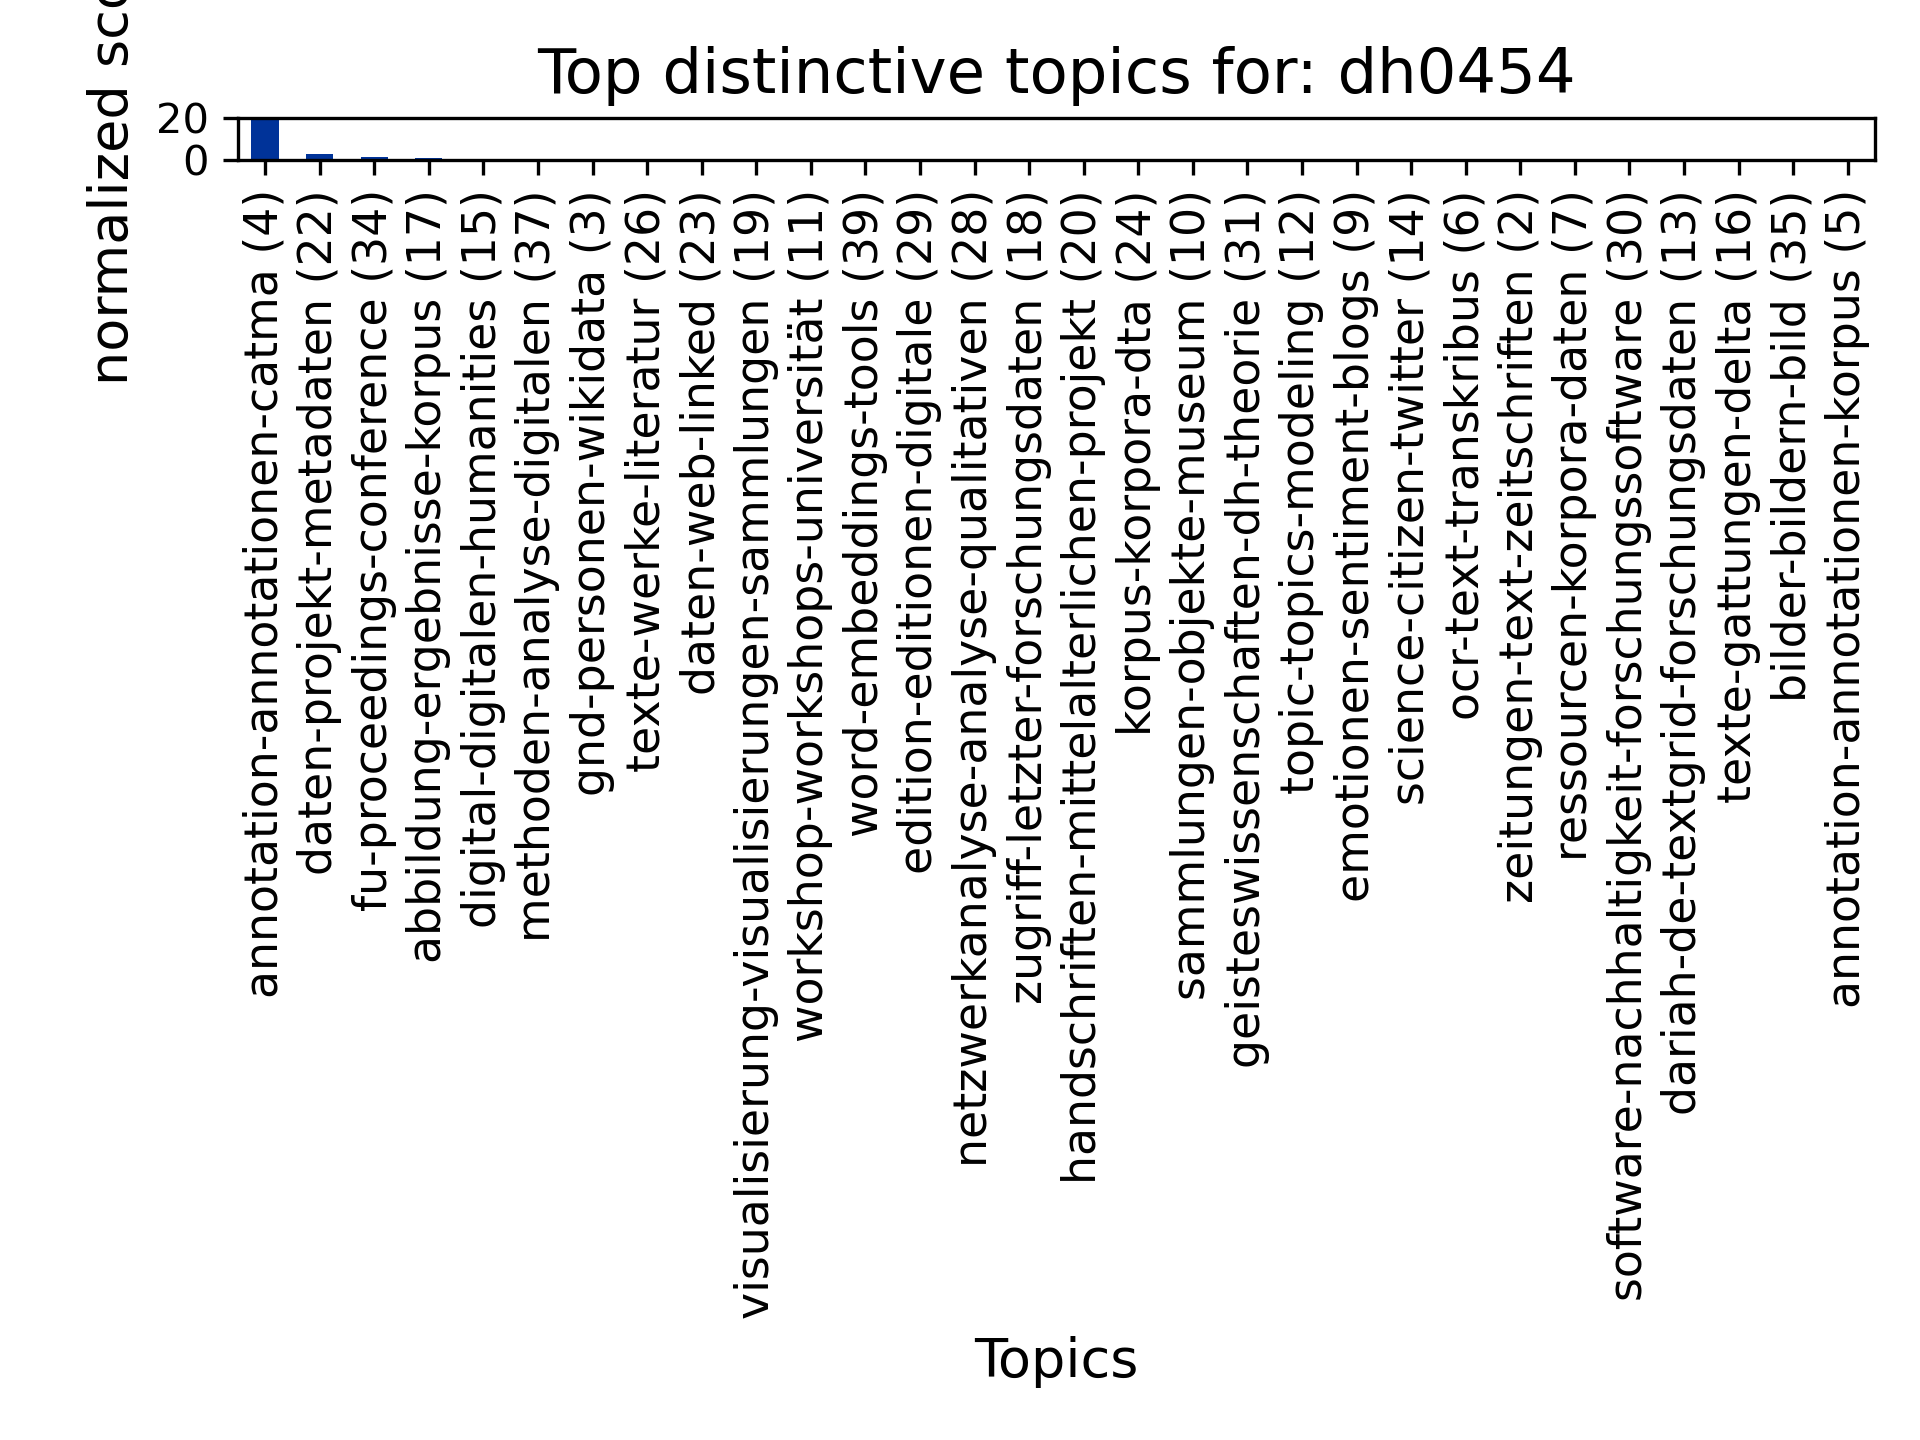 Top distinctive topics for: dh0454
normalized sco
20
0
annotation-annotationen-catma (4)
daten-projekt-metadaten (22)
fu-proceedings-conference (34)
abbildung-ergebnisse-korpus (17)
digital-digitalen-humanities (15)
methoden-analyse-digitalen (37)
gnd-personen-wikidata (3)
texte-werke-literatur (26)
daten-web-linked (23)
visualisierung-visualisierungen-sammlungen (19)
workshop-workshops-universität (11)
word-embeddings-tools (39)
edition-editionen-digitale (29)
netzwerkanalyse-analyse-qualitativen (28)
zugriff-letzter-forschungsdaten (18)
handschriften-mittelalterlichen-projekt (20)
korpus-korpora-dta (24)
sammlungen-objekte-museum (10)
geisteswissenschaften-dh-theorie (31)
topic-topics-modeling (12)
emotionen-sentiment-blogs (9)
science-citizen-twitter (14)
ocr-text-transkribus (6)
zeitungen-text-zeitschriften (2)
ressourcen-korpora-daten (7)
software-nachhaltigkeit-forschungssoftware (30)
dariah-de-textgrid-forschungsdaten (13)
texte-gattungen-delta (16)
bilder-bildern-bild (35)
annotation-annotationen-korpus (5)
Topics